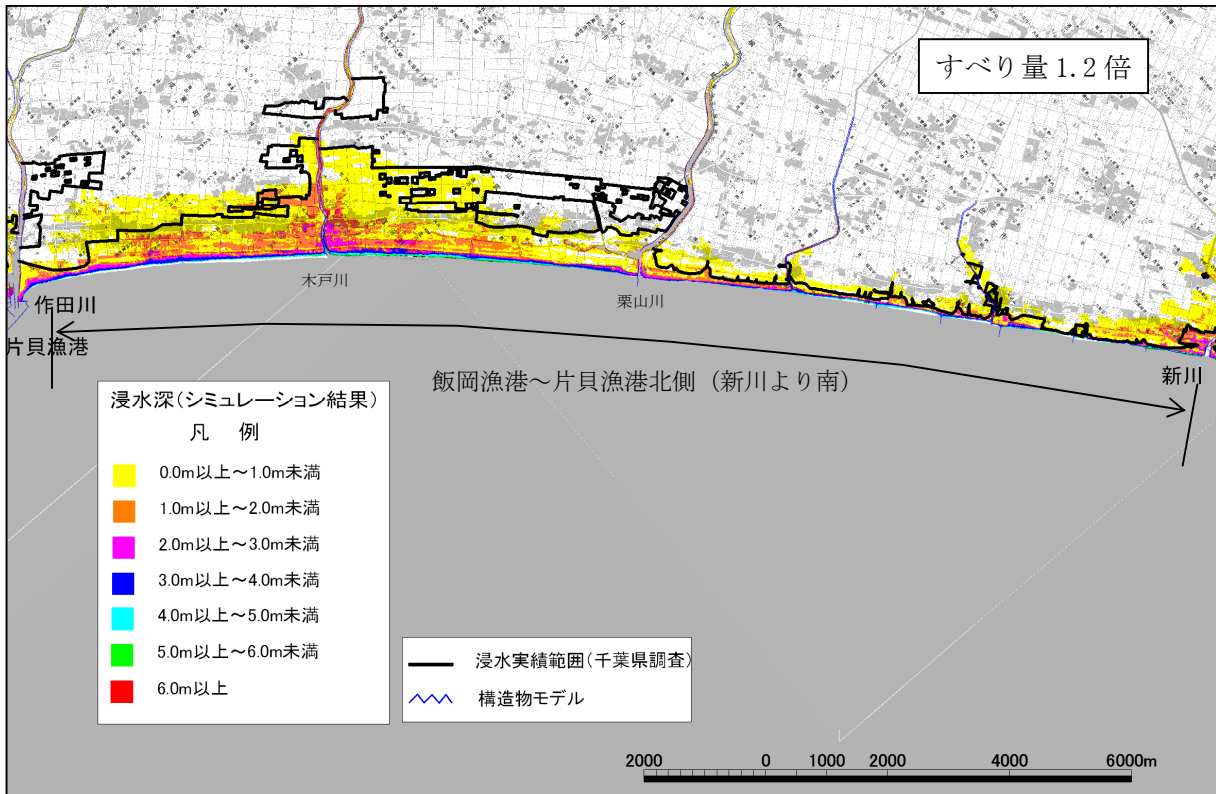 すべり量1.2倍
木戸川
栗山川
作田川
片貝漁港
飯岡漁港～片貝漁港北側（新川より南）
新川
浸水深(シミュレーション結果)
凡　例
0.0m以上～1.0m未満
1.0m以上～2.0m未満
2.0m以上～3.0m未満
3.0m以上～4.0m未満
4.0m以上～5.0m未満
5.0m以上～6.0m未満
6.0m以上
浸水実績範囲(千葉県調査)
構造物モデル
2000 0 1000 2000 4000 6000m